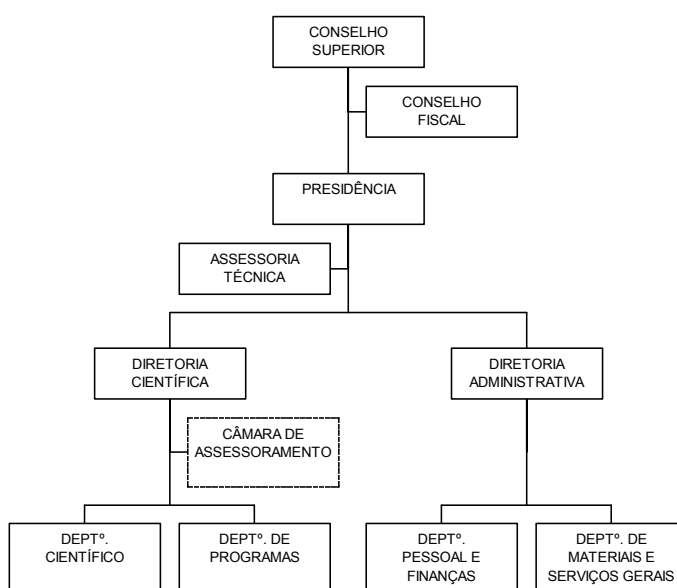 CONSELHO
SUPERIOR
CONSELHO
FISCAL
PRESIDÊNCIA
ASSESSORIA
TÉCNICA
DIRETORIA
CIENTÍFICA
DIRETORIA
ADMINISTRATIVA
CÂMARA DE
ASSESSORAMENTO
DEPTº.
CIENTÍFICO
DEPTº. DE
PROGRAMAS
DEPTº.
PESSOAL E
FINANÇAS
DEPTº. DE
MATERIAIS E
SERVIÇOS GERAIS